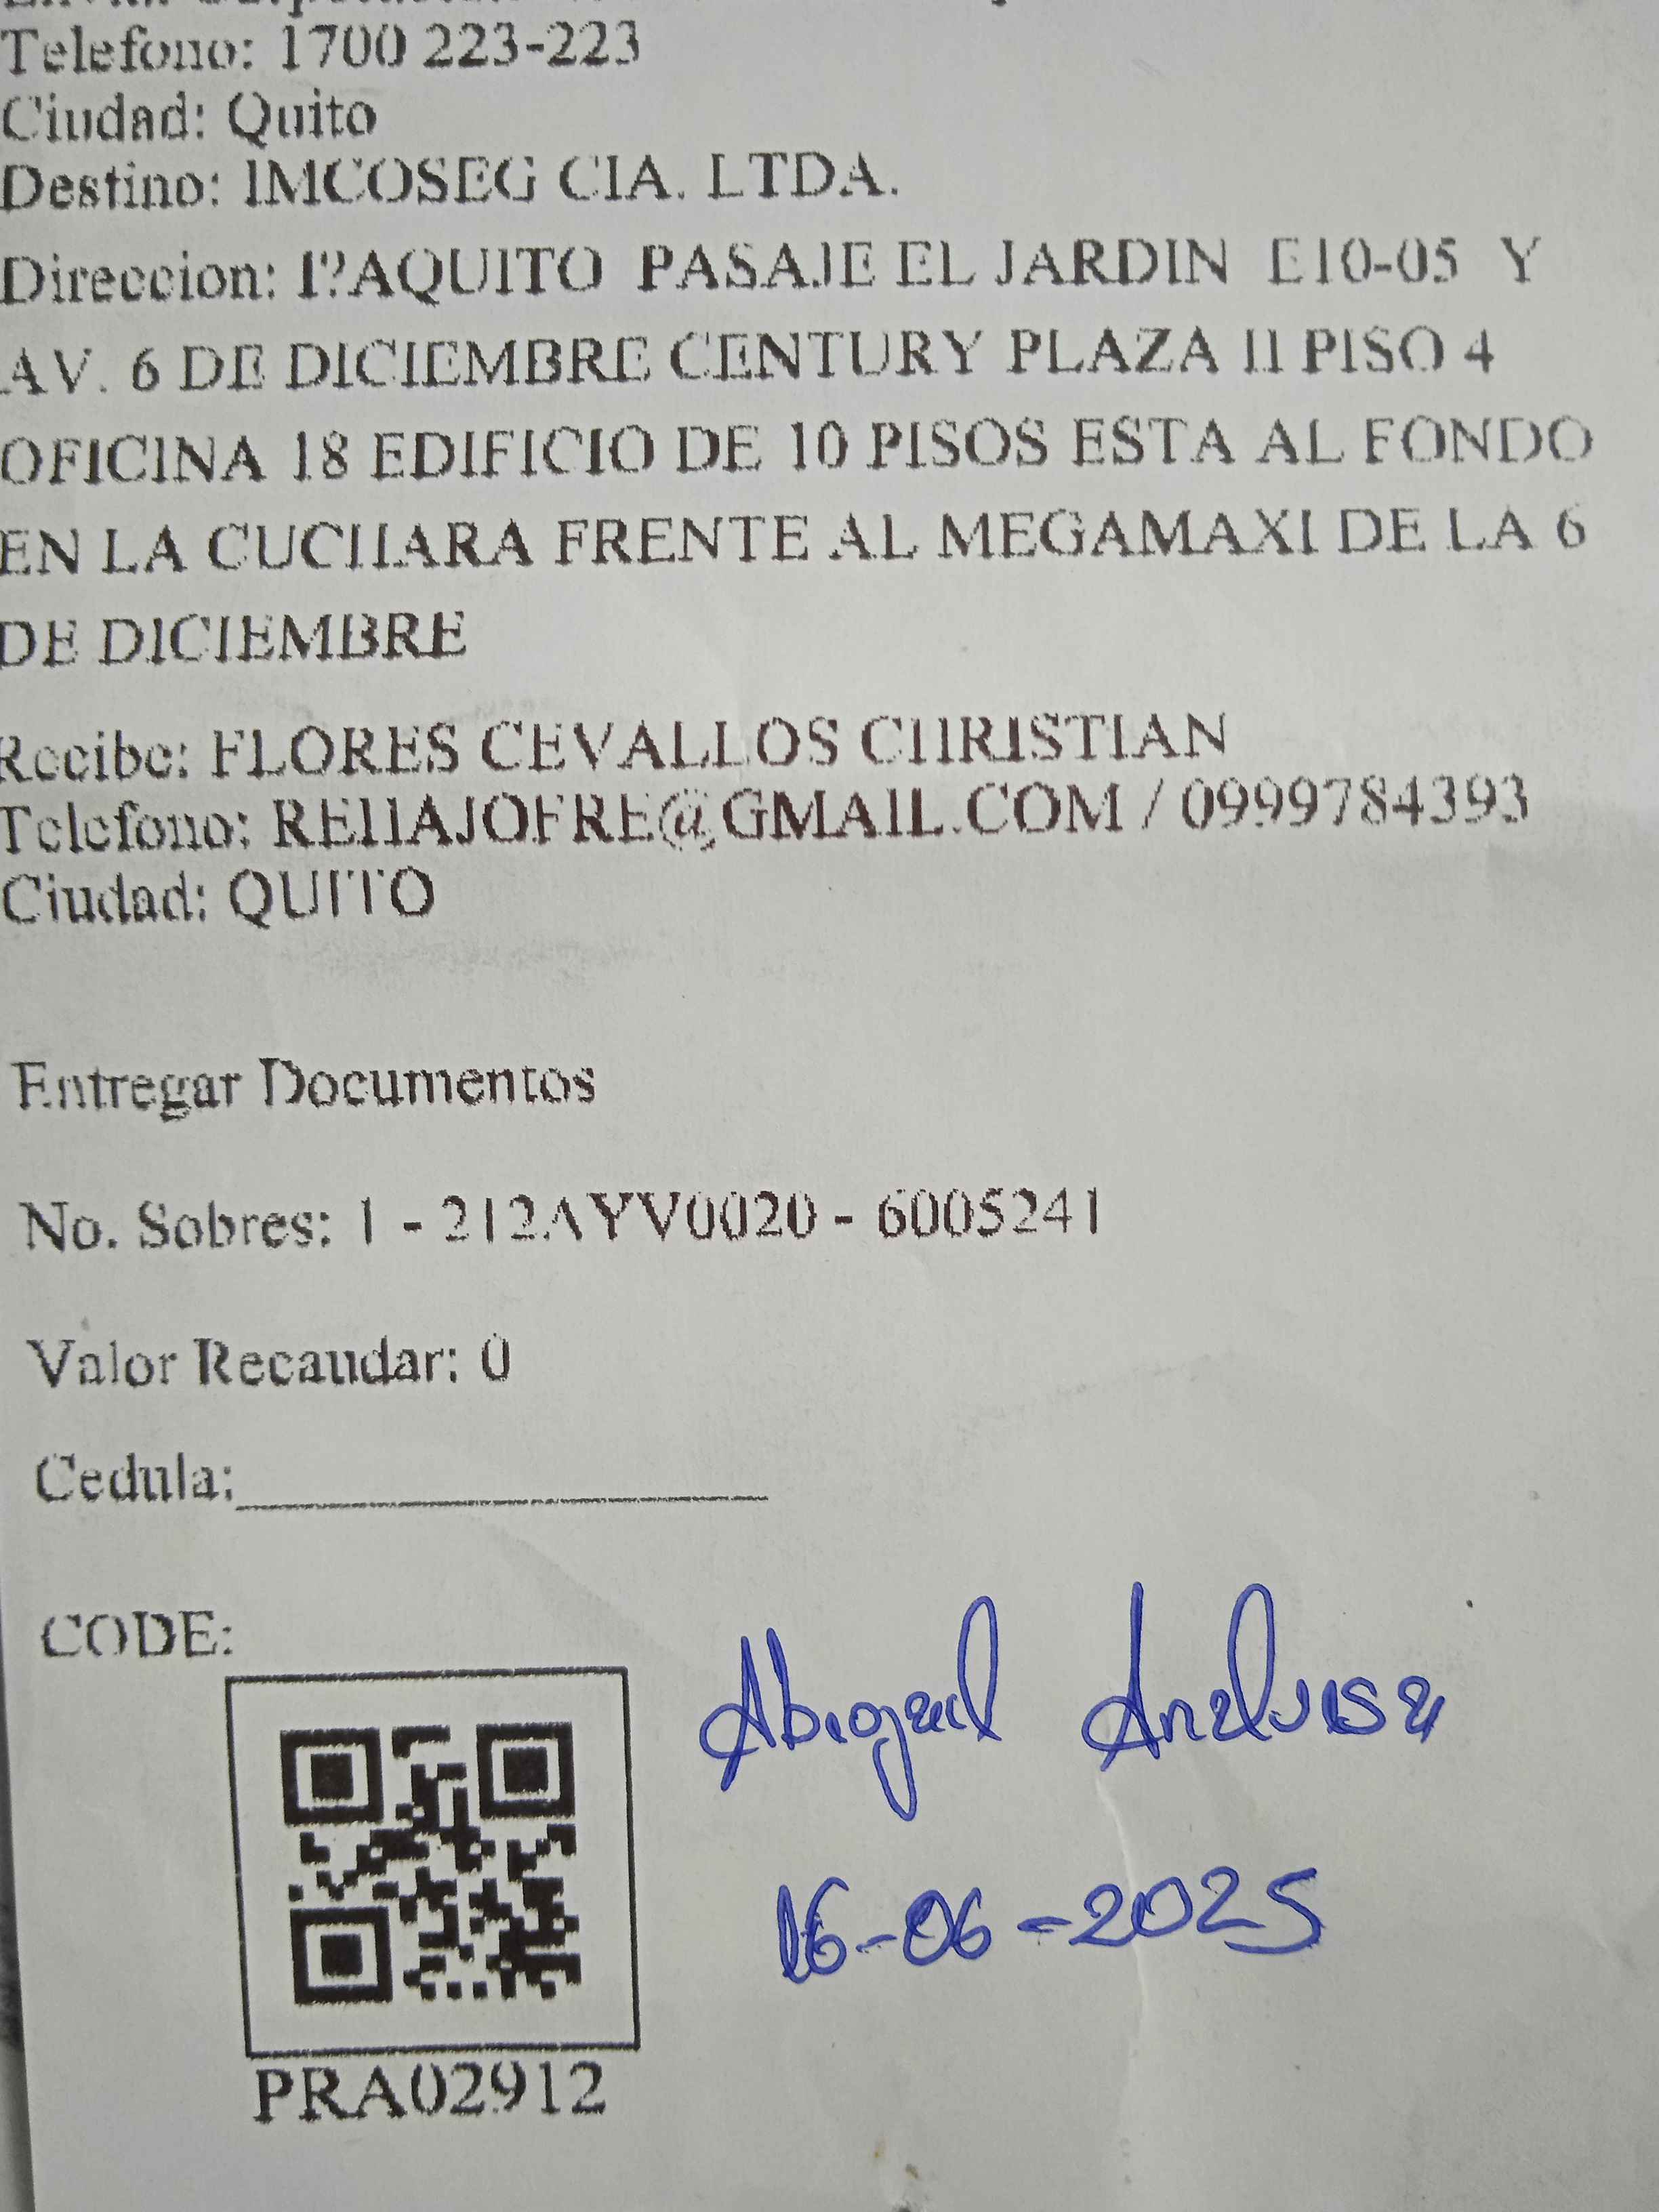 Telefono: 1700 223-223
Ciudad: Quito
Destino: IMCOSEG CIA. LTDA.
Direccion: I?AQUITO PASAJE EL JARDIN E10-05 Y
AV. 6 DE DICIEMBRE CENTURY PLAZA II PISO 4
OFICINA 18 EDIFICIO DE 10 PISOS ESTA AL FONDO
EN LA CUCHARA FRENTE AL MEGAMAXI DE LA 6
DE DICIEMBRE
Recibe: FLORES CEVALLOS CHRISTIAN
Telefono: REHAJOFRE@GMAIL.COM / 0999784393
Ciudad: QUITO
Entregar Documentos
No. Sobres: 1 - 212AYV0020 - 6005241
Valor Recaudar: 0
Cedula:
CODE:
Abigail
16-06-2025
PRA02912